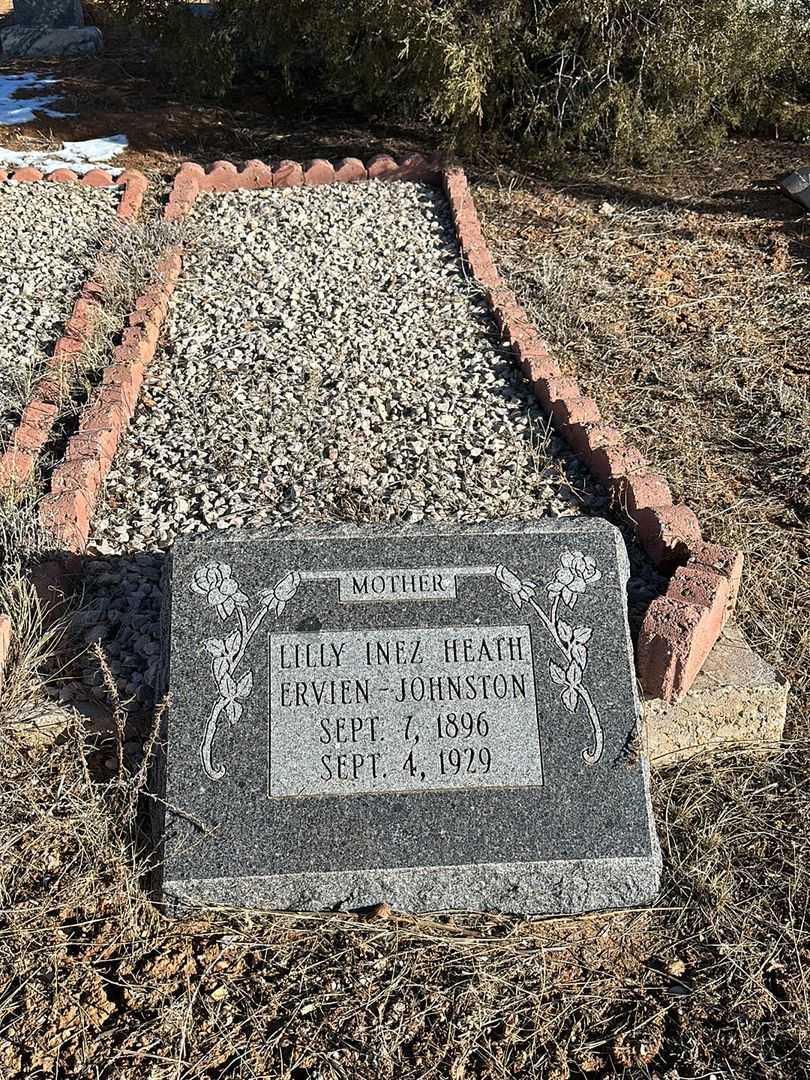 MOTHER
LILLY INEZ HEATH
ERVIEN-JOHNSTON
SEPT. 7, 1896
SEPT. 4, 1929